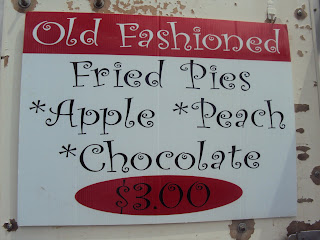 Old Fashioned
Fried Pies
*Apple *Peach
*Chocolate
$3.00